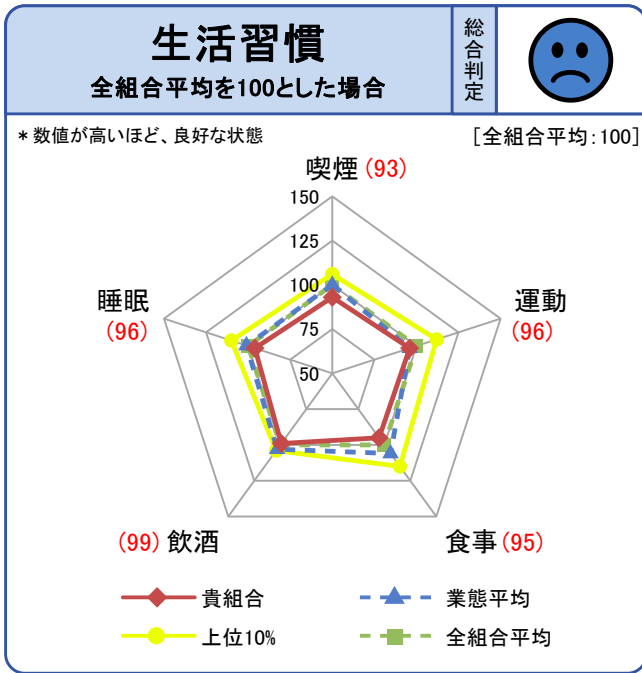 生活習慣
全組合平均を100とした場合
総合判定
*数値が高いほど、良好な状態
[全組合平均:100]
喫煙(93)
150
125
100
75
50
睡眠
(96)
運動
(96)
(99)飲酒
食事(95)
貴組合
業態平均
上位10%
全組合平均